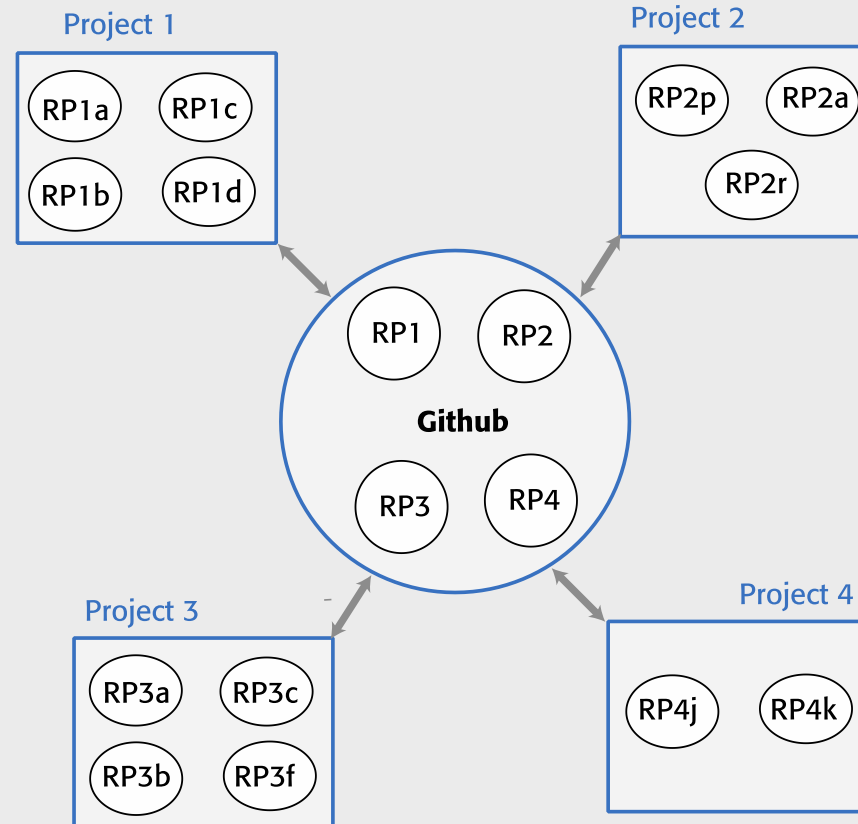 Project 1
RP1a
RP1c
RP1b
RP1d
Project 2
RP2p
RP2a
RP2r
RP1
RP2
Github
RP3
RP4
Project 3
RP3a
RP3c
RP3b
RP3f
Project 4
RP4j
RP4k